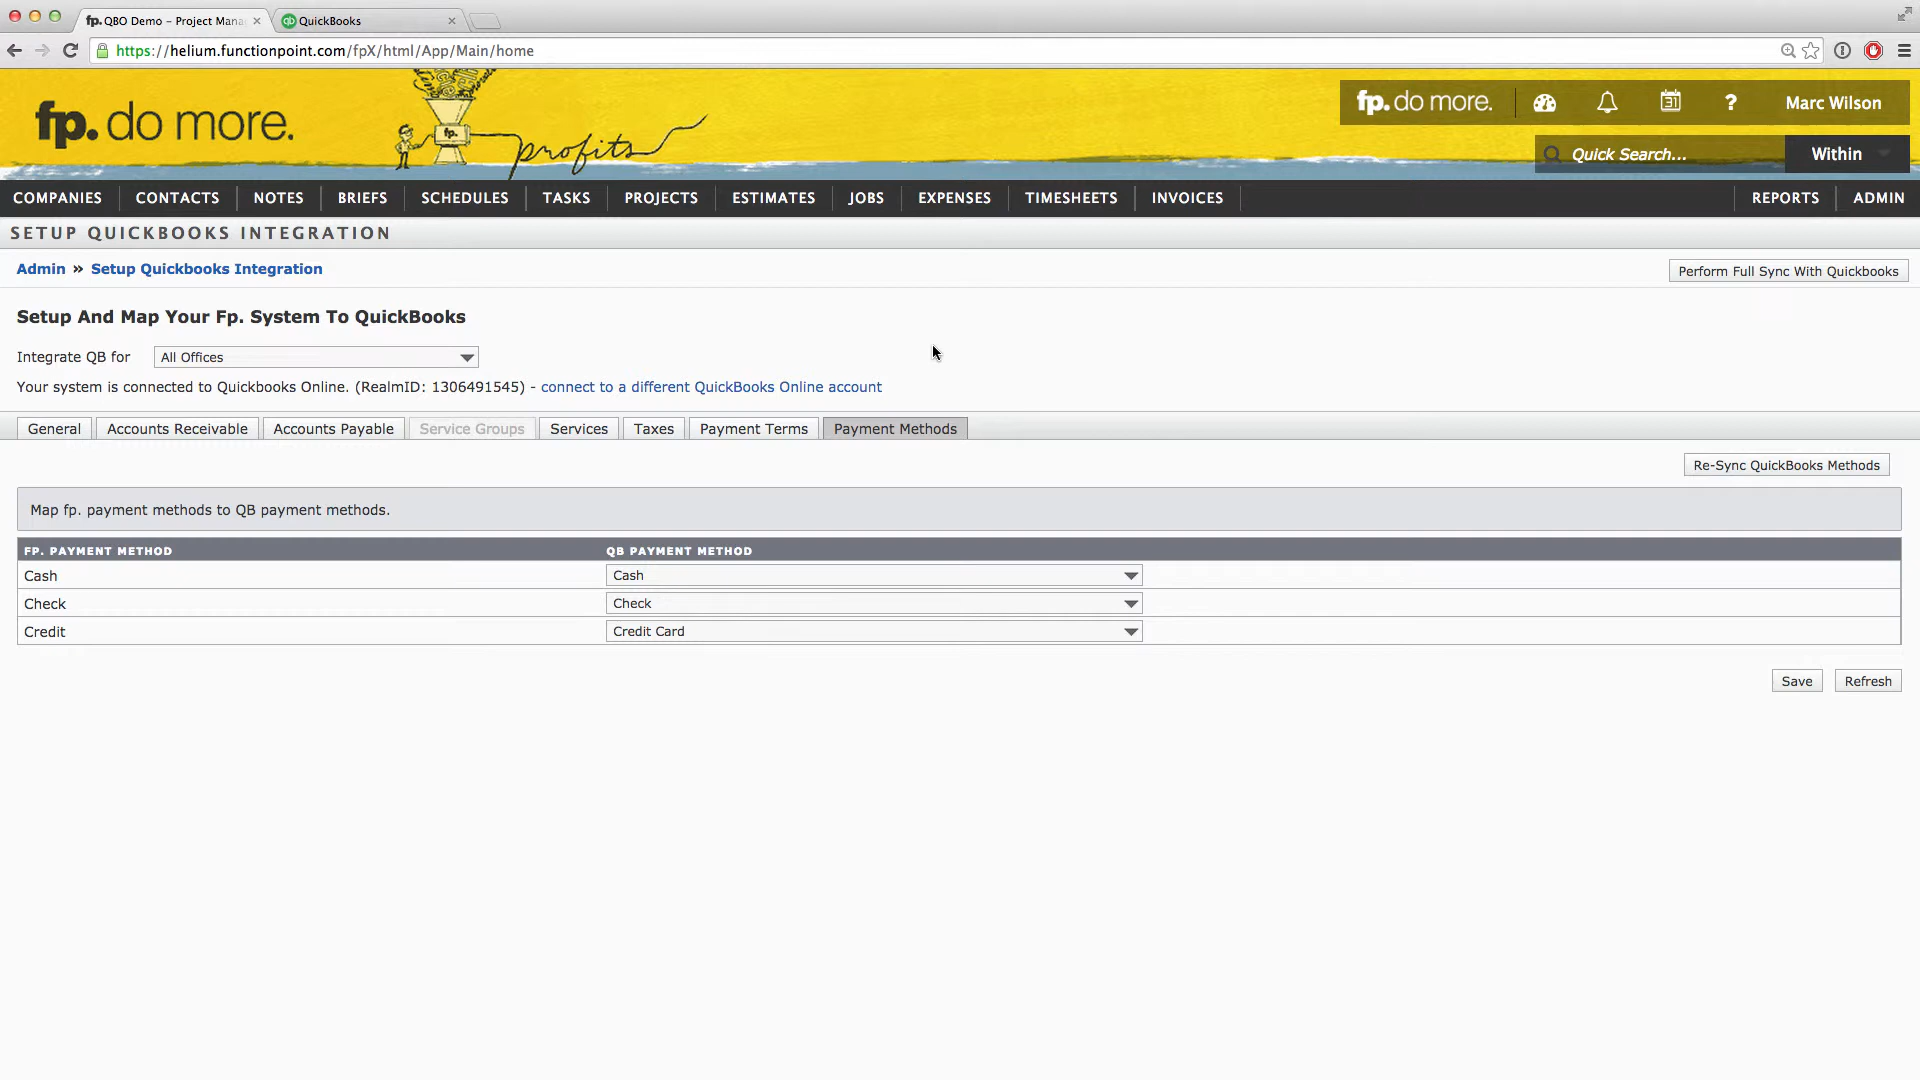 fp. QBO Demo – Project Mana
QuickBooks
https://helium.functionpoint.com/fpX/html/App/Main/home
fp. do more.
fp.
profits
fp. do more.
31
?
Marc Wilson
Quick Search...
Within
COMPANIES
CONTACTS
NOTES
BRIEFS
SCHEDULES
TASKS
PROJECTS
ESTIMATES
JOBS
EXPENSES
TIMESHEETS
INVOICES
REPORTS
ADMIN
SETUP QUICKBOOKS INTEGRATION
Admin » Setup Quickbooks Integration
Perform Full Sync With Quickbooks
Setup And Map Your Fp. System To QuickBooks
Integrate QB for
All Offices
Your system is connected to Quickbooks Online. (RealmID: 1306491545) - connect to a different QuickBooks Online account
General
Accounts Receivable
Accounts Payable
Service Groups
Services
Taxes
Payment Terms
Payment Methods
Re-Sync QuickBooks Methods
Map fp. payment methods to QB payment methods.
FP. PAYMENT METHOD
QB PAYMENT METHOD
Cash
Cash
Check
Check
Credit
Credit Card
Save
Refresh